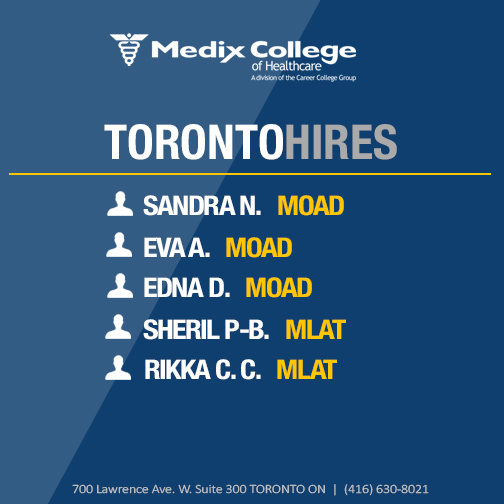 Medix College
of Healthcare
A division of the Career College Group
TORONTOHIRES
SANDRA N. MOAD
EVA A. MOAD
EDNA D. MOAD
SHERIL P-B. MLAT
RIKKA C. C. MLAT
700 Lawrence Ave. W. Suite 300 TORONTO ON | (416) 630-8021